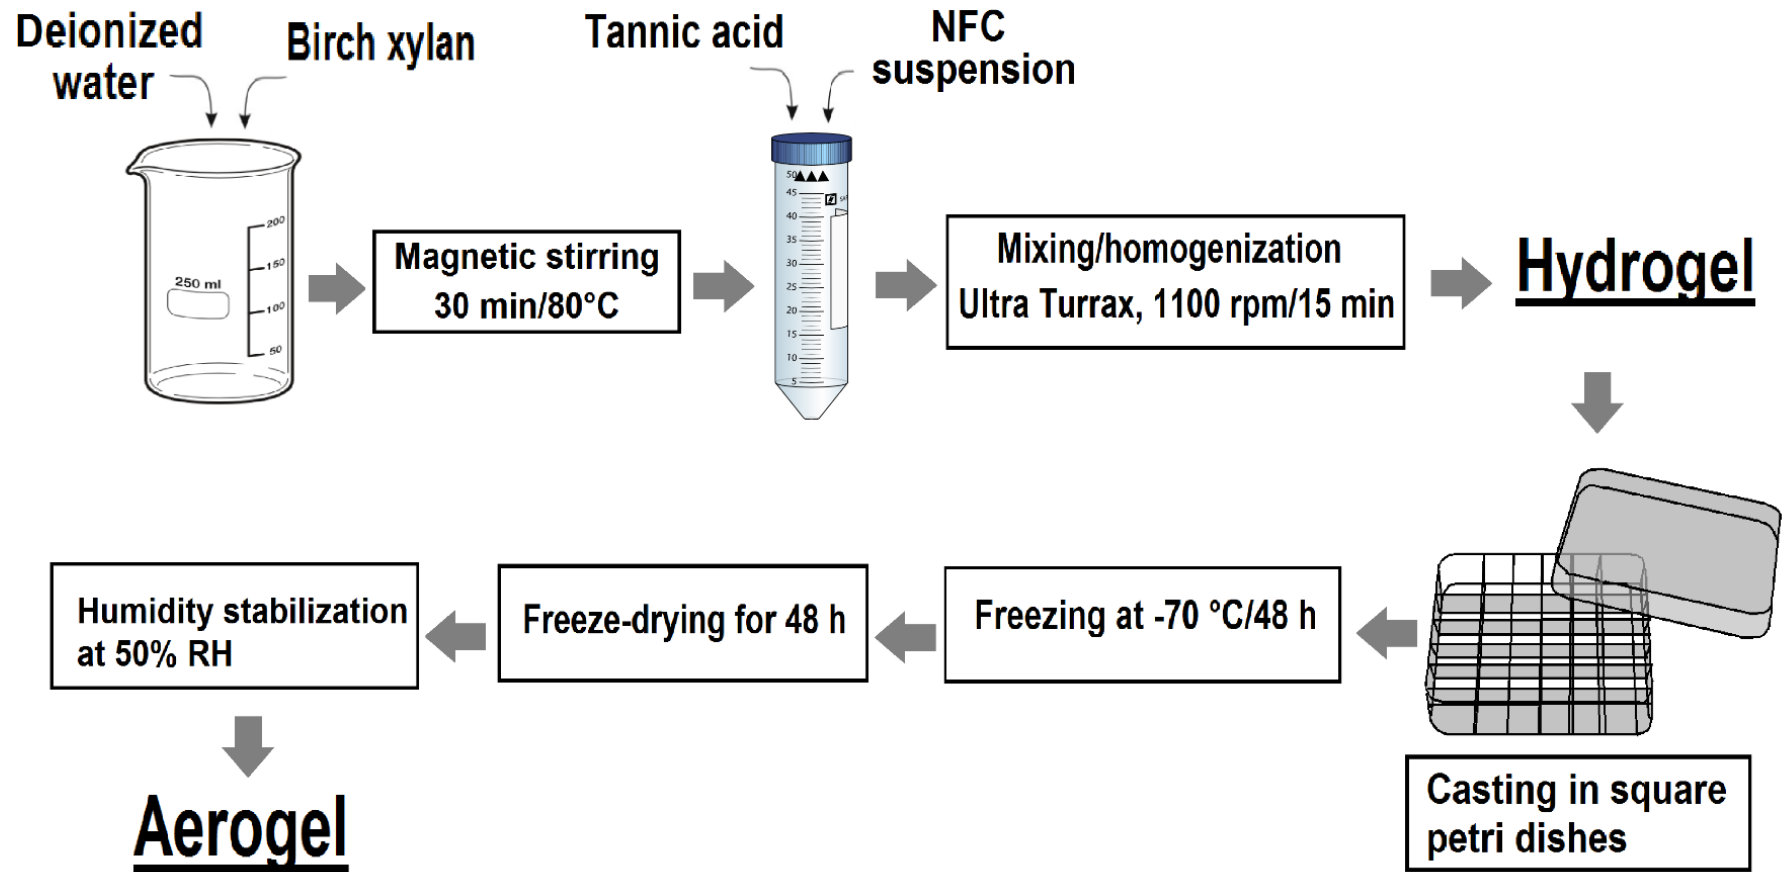 Deionized
water
Birch xylan
Tannic acid
NFC
suspension
250 ml
200
150
100
50
Magnetic stirring
30 min/80°C
50
45
40
35
30
25
20
15
10
5
Mixing/homogenization
Ultra Turrax, 1100 rpm/15 min
Hydrogel
Casting in square
petri dishes
Freezing at -70 °C/48 h
Freeze-drying for 48 h
Humidity stabilization
at 50% RH
Aerogel